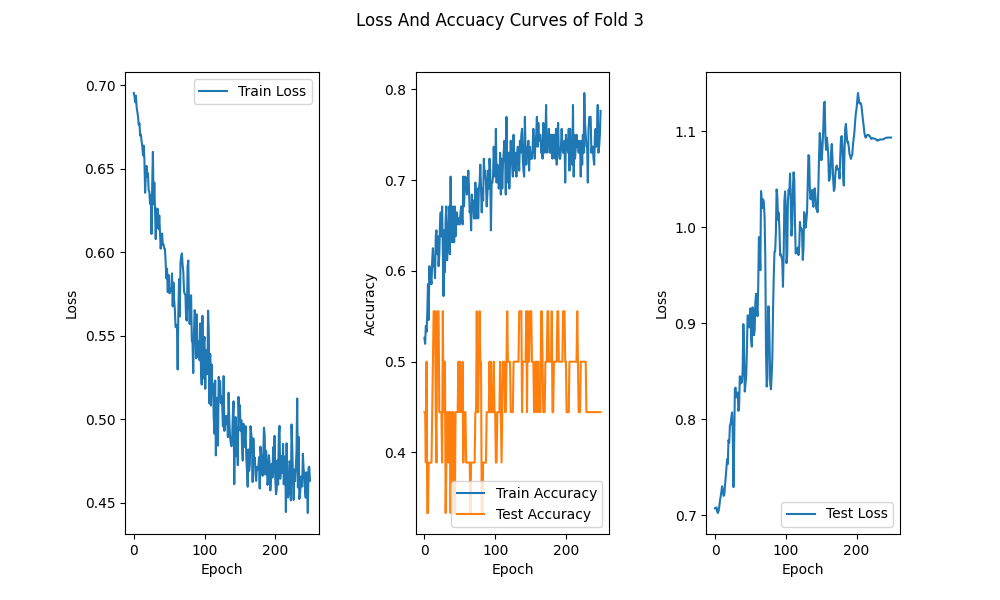 Loss And Accuacy Curves of Fold 3
0.70
0.65
0.60
0.55
0.50
0.45
Loss
0
100
200
Epoch
Train Loss
0.8
0.7
0.6
0.5
0.4
Accuracy
0
100
200
Epoch
Train Accuracy
Test Accuracy
1.1
1.0
0.9
0.8
0.7
Loss
0
100
200
Epoch
Test Loss